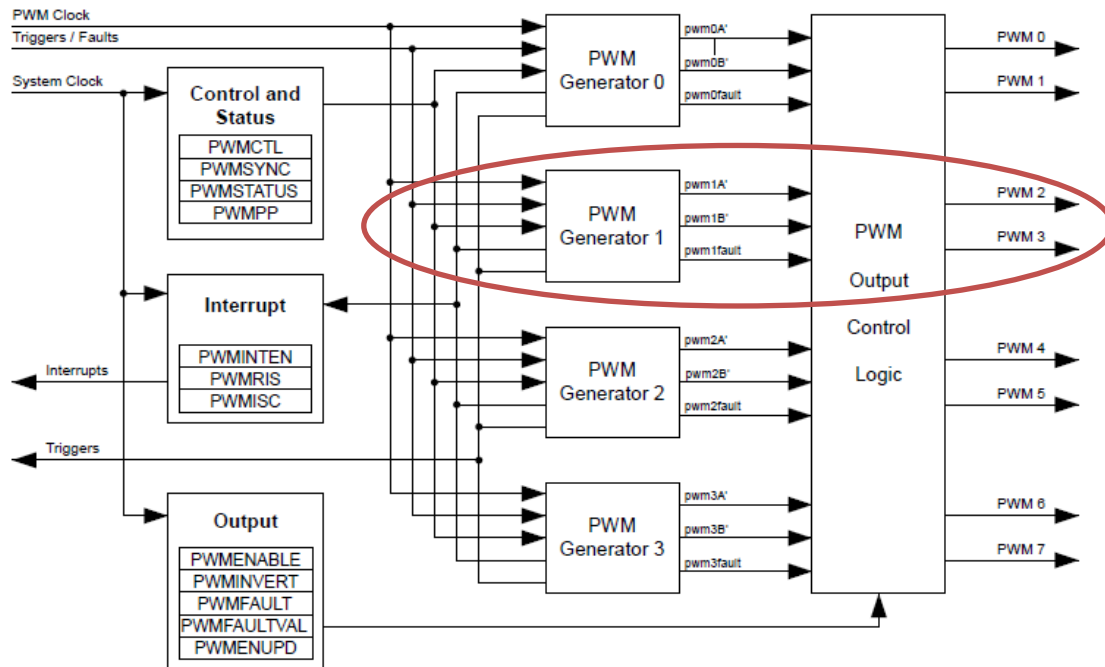 PWM Clock
Triggers / Faults
System Clock
Control and
Status
PWMCTL
PWMSYNC
PWMSTATUS
PWMPP
Interrupt
PWMINTEN
PWMRIS
PWMISC
Interrupts
Triggers
Output
PWMENABLE
PWMINVERT
PWMFAULT
PWMFAULTVAL
PWMENUPD
PWM
Generator 0
pwm0A'
pwm0B'
pwm0fault
PWM
Generator 1
pwm1A'
pwm1B'
pwm1fault
PWM
Generator 2
pwm2A'
pwm2B'
pwm2fault
PWM
Generator 3
pwm3A'
pwm3B'
pwm3fault
PWM
Output
Control
Logic
PWM 0
PWM 1
PWM 2
PWM 3
PWM 4
PWM 5
PWM 6
PWM 7